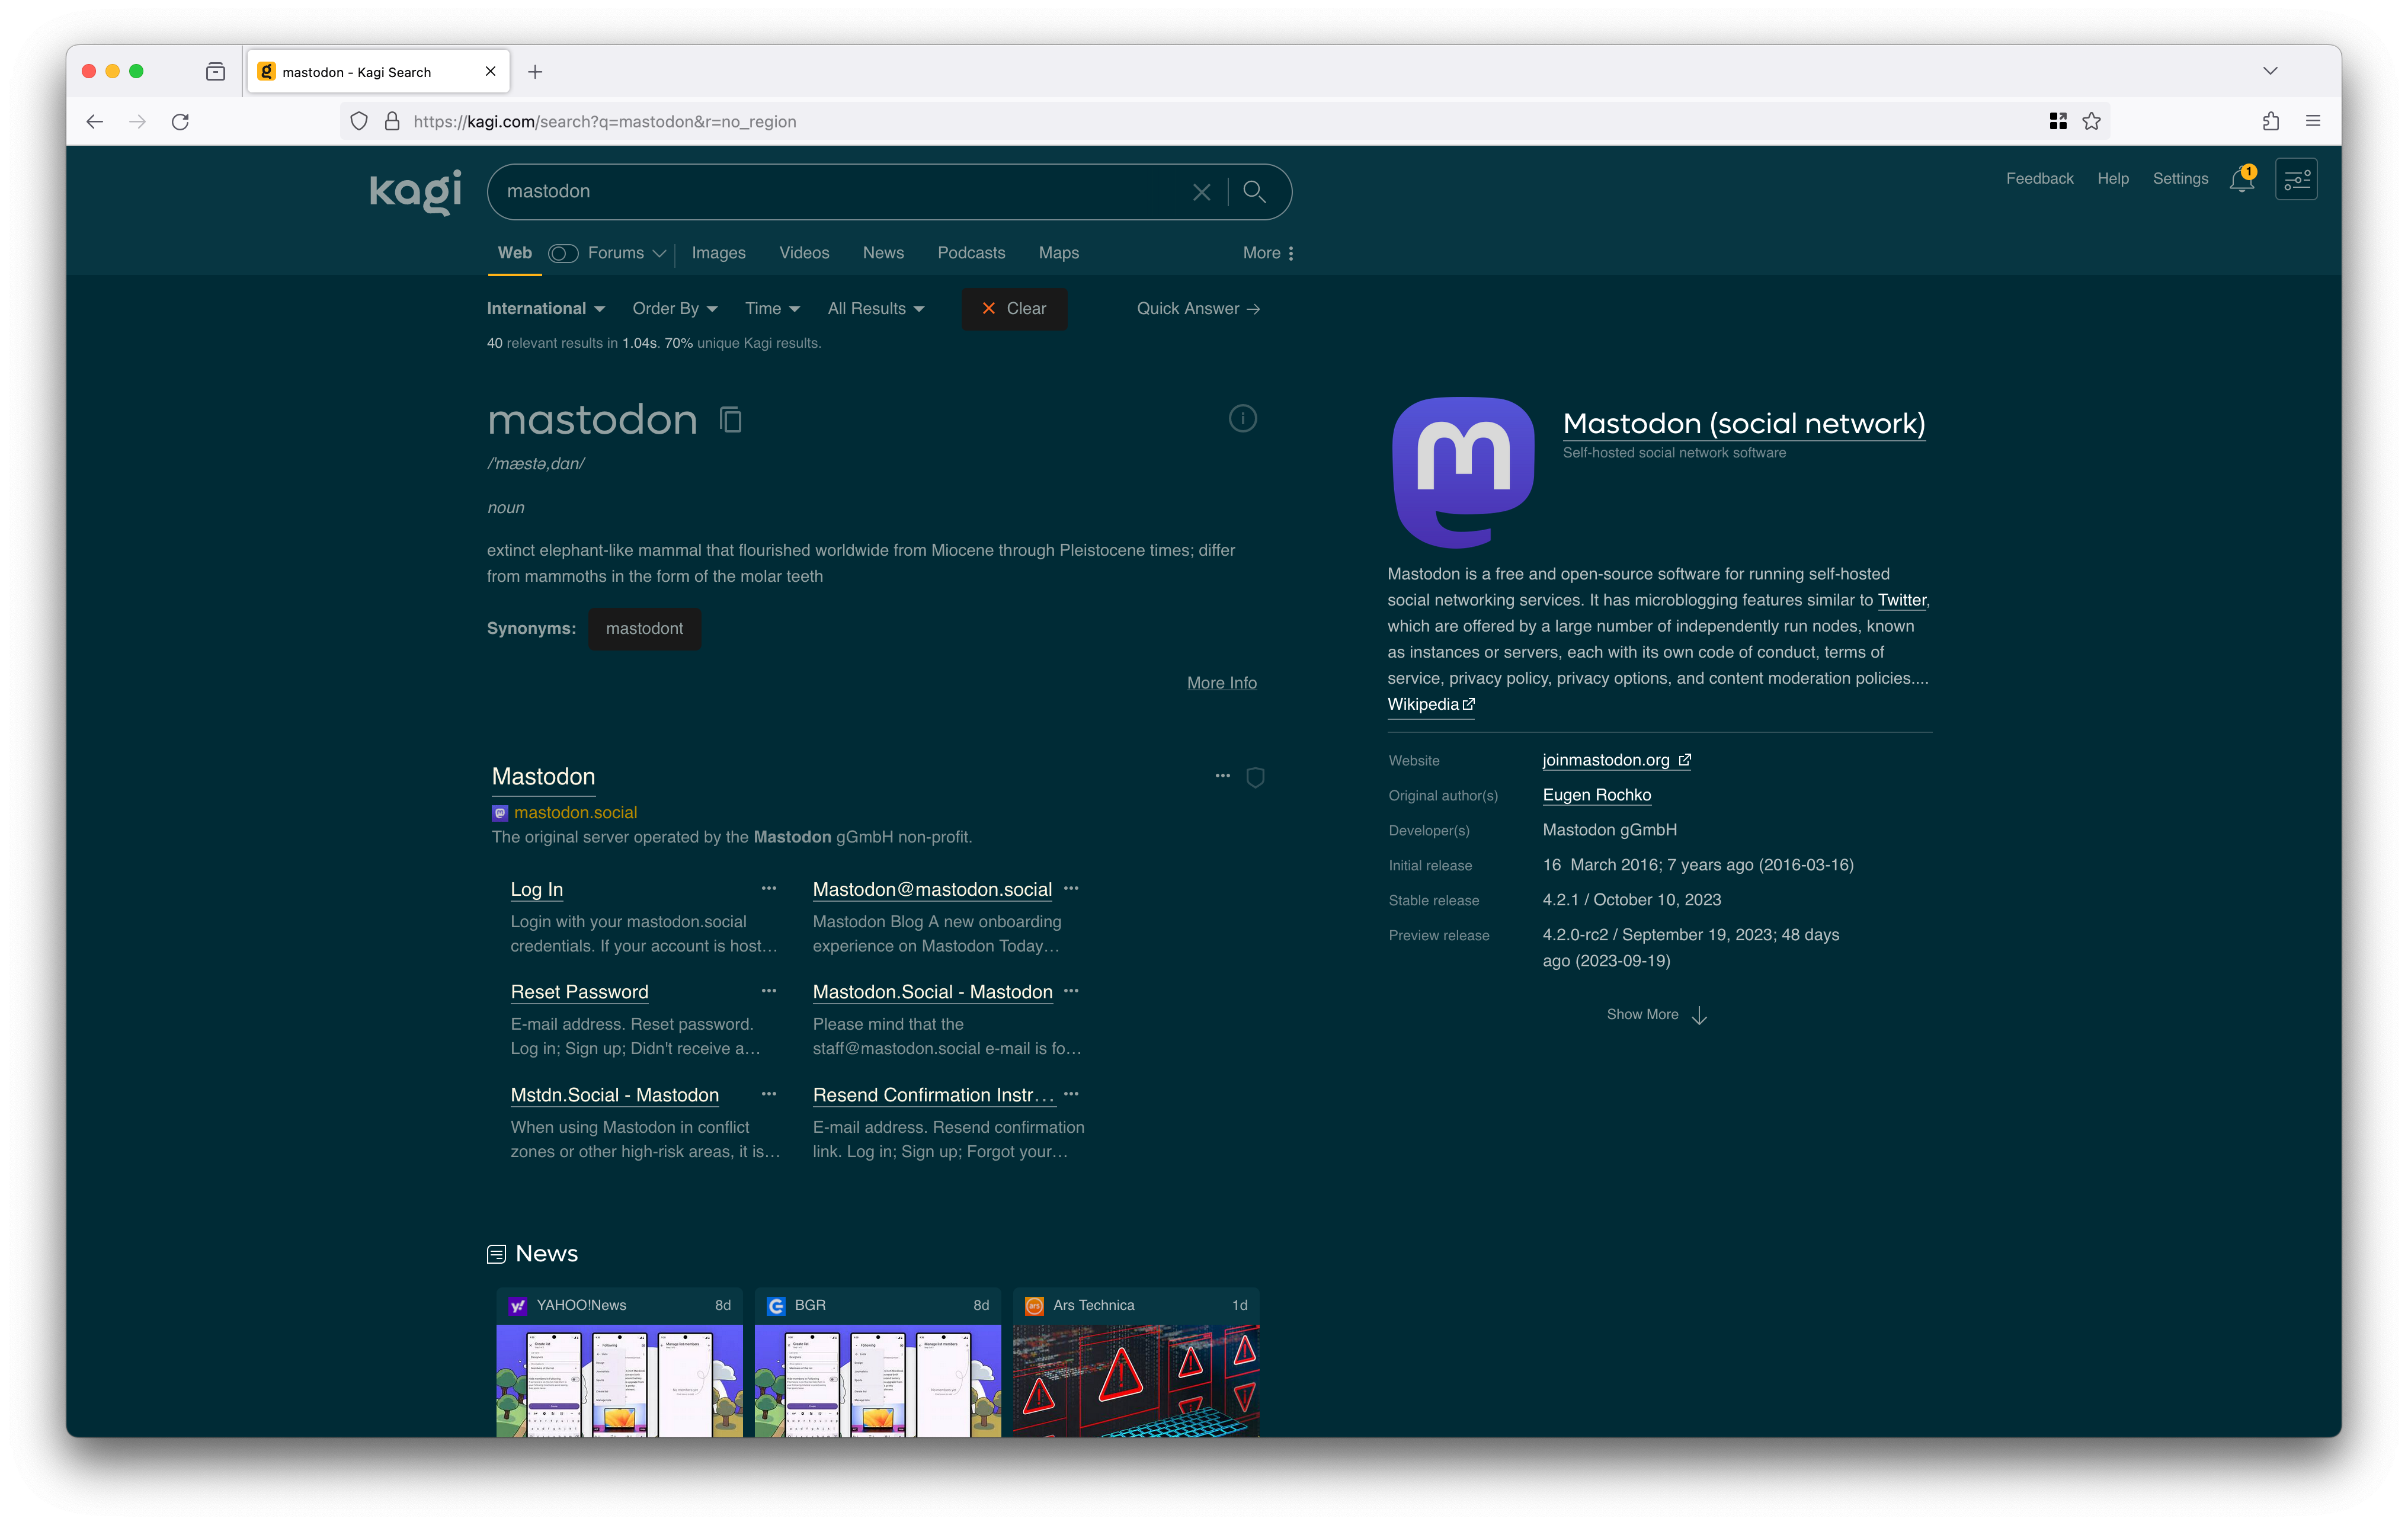 mastodon - Kagi Search
https://kagi.com/search?q=mastodon&r=no_region
kagi
mastodon
Feedback Help Settings 1
Web Forums Images Videos News Podcasts Maps More
International Order By Time All Results Clear Quick Answer →
40 relevant results in 1.04s. 70% unique Kagi results.
mastodon
/ˈmæstəˌdɑn/
noun
extinct elephant-like mammal that flourished worldwide from Miocene through Pleistocene times; differ
from mammoths in the form of the molar teeth
Synonyms: mastodont
More Info
Mastodon
mastodon.social
The original server operated by the Mastodon gGmbH non-profit.
Log In
Login with your mastodon.social
credentials. If your account is host…
Mastodon@mastodon.social
Mastodon Blog A new onboarding
experience on Mastodon Today…
Reset Password
E-mail address. Reset password.
Log in; Sign up; Didn't receive a…
Mastodon.Social - Mastodon
Please mind that the
staff@mastodon.social e-mail is fo…
Mstdn.Social - Mastodon
When using Mastodon in conflict
zones or other high-risk areas, it is…
Resend Confirmation Instr…
E-mail address. Resend confirmation
link. Log in; Sign up; Forgot your…
News
YAHOO!News 8d
BGR 8d
Ars Technica 1d
Mastodon (social network)
Self-hosted social network software
Mastodon is a free and open-source software for running self-hosted
social networking services. It has microblogging features similar to Twitter,
which are offered by a large number of independently run nodes, known
as instances or servers, each with its own code of conduct, terms of
service, privacy policy, privacy options, and content moderation policies....
Wikipedia
Website joinmastodon.org
Original author(s) Eugen Rochko
Developer(s) Mastodon gGmbH
Initial release 16 March 2016; 7 years ago (2016-03-16)
Stable release 4.2.1 / October 10, 2023
Preview release 4.2.0-rc2 / September 19, 2023; 48 days
ago (2023-09-19)
Show More